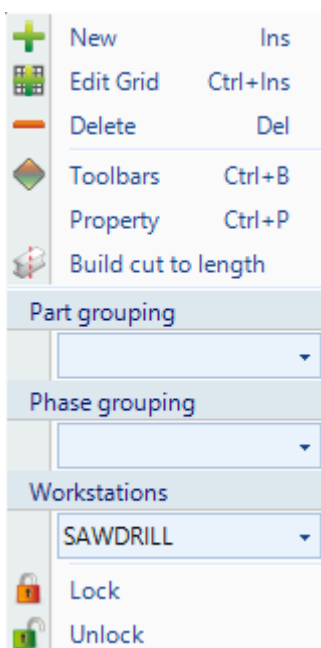 New Ins
Edit Grid Ctrl+Ins
Delete Del
Toolbars Ctrl+B
Property Ctrl+P
Build cut to length
Part grouping
Phase grouping
Workstations
SAWDRILL
Lock
Unlock